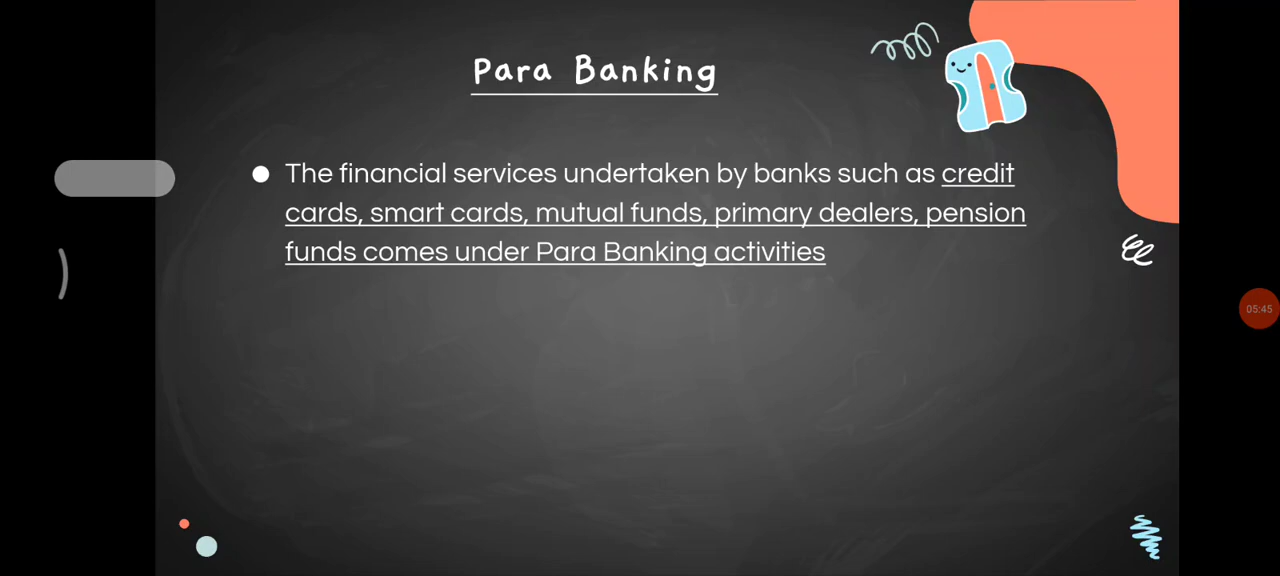 Para Banking
The financial services undertaken by banks such as credit
cards, smart cards, mutual funds, primary dealers, pension
funds comes under Para Banking activities
05:45